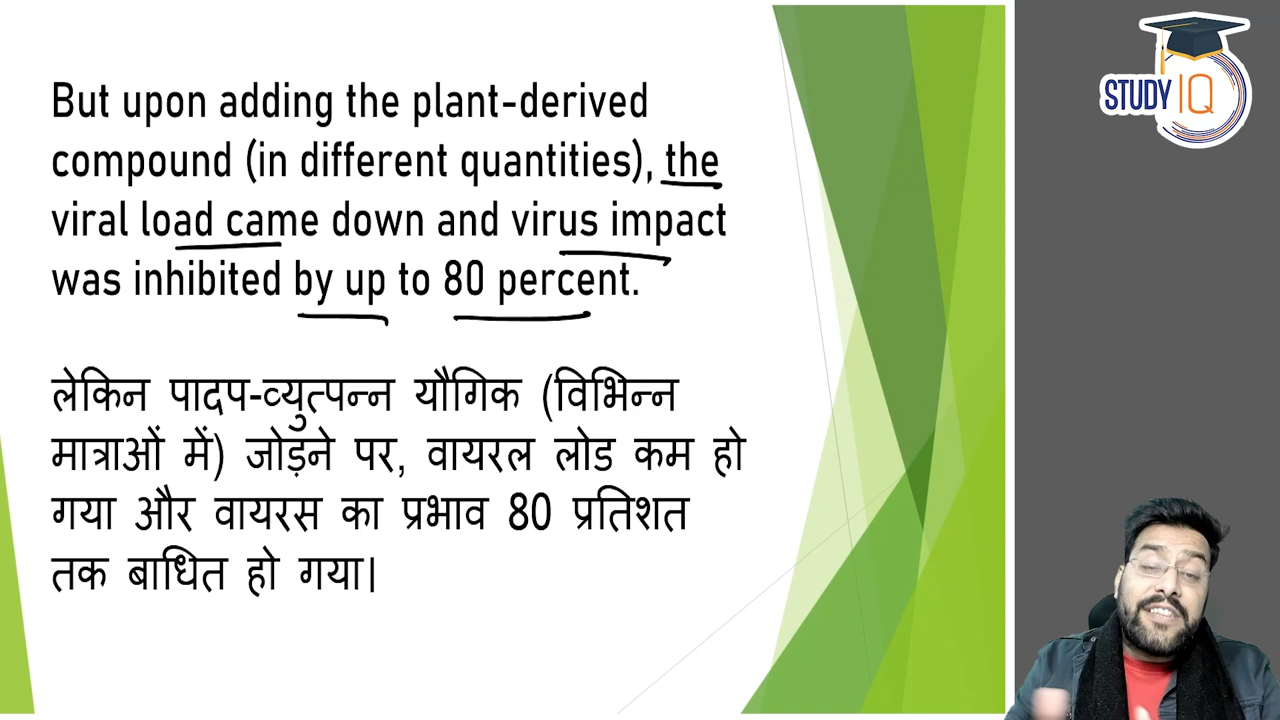 But upon adding the plant-derived
compound (in different quantities), the
viral load came down and virus impact
was inhibited by up to 80 percent.
लेकिन पादप-व्युत्पन्न यौगिक (विभिन्न
मात्राओं में) जोड़ने पर, वायरल लोड कम हो
गया और वायरस का प्रभाव 80 प्रतिशत
तक बाधित हो गया।
STUDY IQ